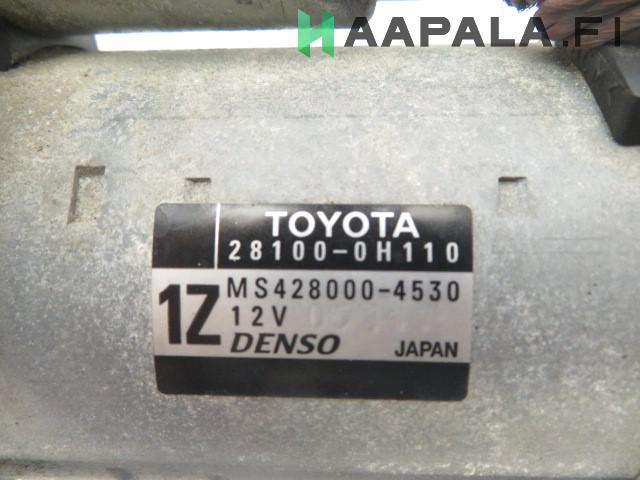 HAAPALA.FI
TOYOTA
28100-0H110
1Z
MS428000-4530
12V
DENSO
JAPAN